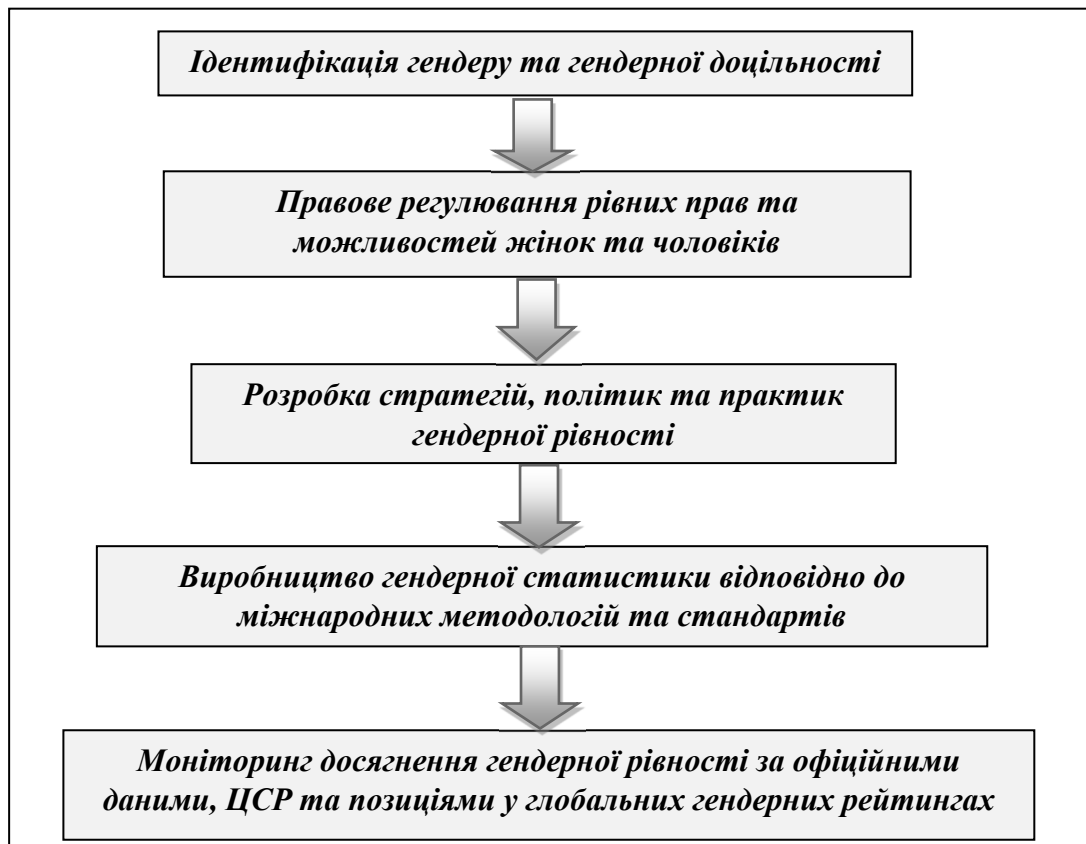 Ідентифікація гендеру та гендерної доцільності
Правове регулювання рівних прав та
можливостей жінок та чоловіків
Розробка стратегій, політик та практик
гендерної рівності
Виробництво гендерної статистики відповідно до
міжнародних методологій та стандартів
Моніторинг досягнення гендерної рівності за офіційними
даними, ЦСР та позиціями у глобальних гендерних рейтингах